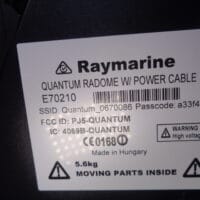 Raymarine
QUANTUM RADOME W/ POWER CABLE
E70210
SSID: Quantum_0670086 Passcode: a33f4
FCC ID: PJ5-QUANTUM
IC: 4069B-QUANTUM
WARNING
High voltage
CE0168
Made in Hungary
5.6kg
MOVING PARTS INSIDE